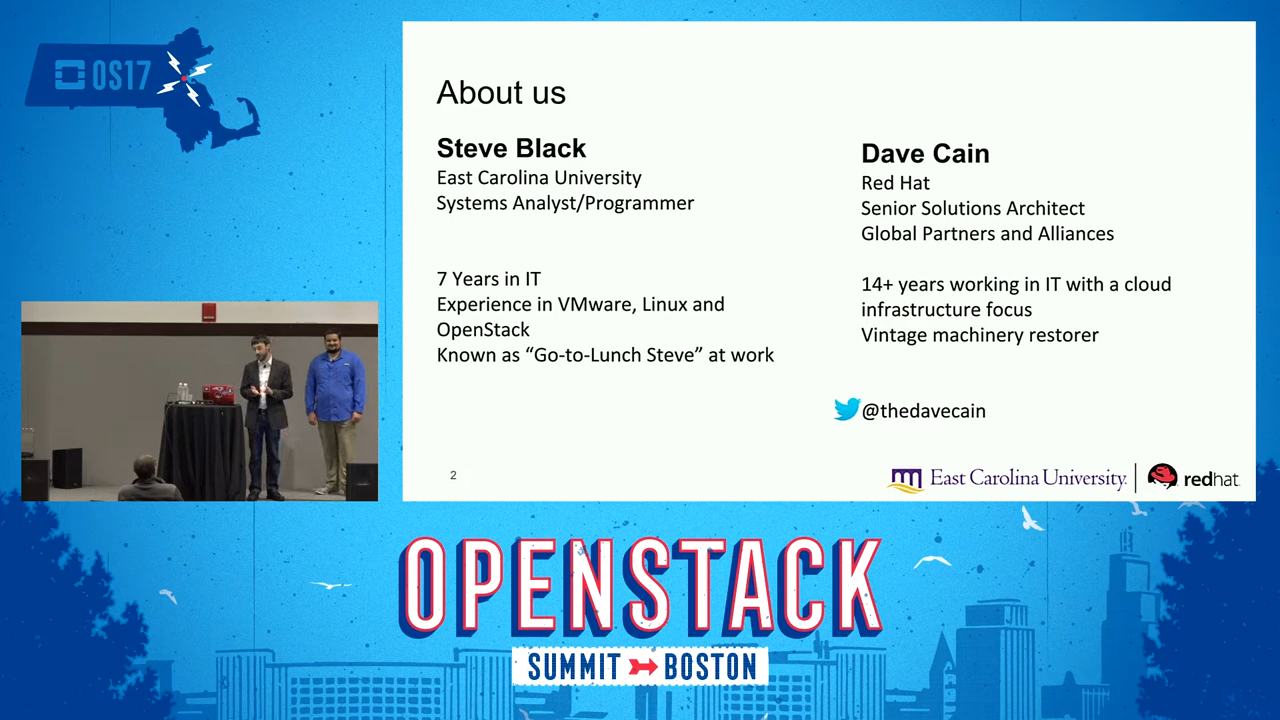 OS17
About us
Steve Black
East Carolina University
Systems Analyst/Programmer
7 Years in IT
Experience in VMware, Linux and
OpenStack
Known as “Go-to-Lunch Steve” at work
Dave Cain
Red Hat
Senior Solutions Architect
Global Partners and Alliances
14+ years working in IT with a cloud
infrastructure focus
Vintage machinery restorer
@thedavecain
2
East Carolina University.
redhat.
OPENSTACK
SUMMIT BOSTON